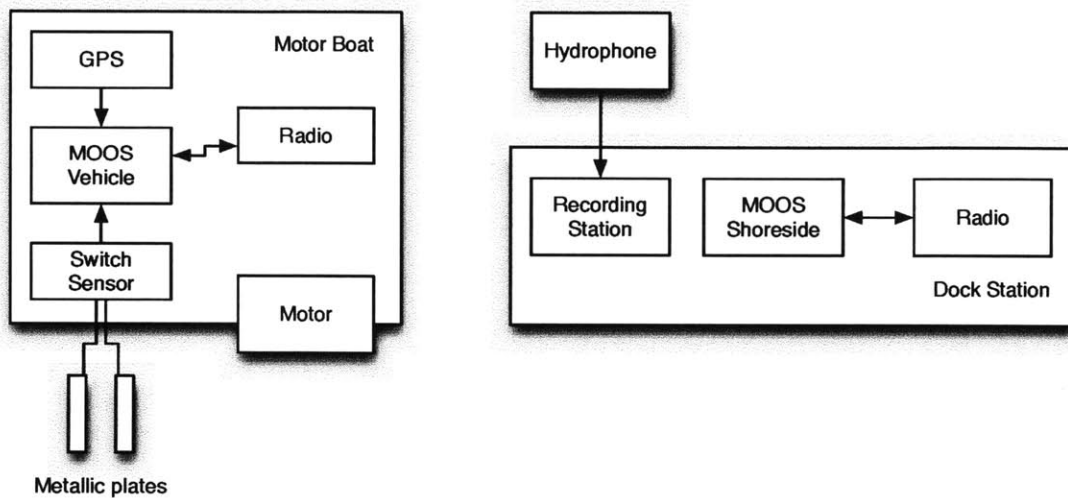 Motor Boat
GPS
MOOS
Vehicle
Radio
Switch
Sensor
Motor
Metallic plates
Hydrophone
Recording
Station
MOOS
Shoreside
Radio
Dock Station